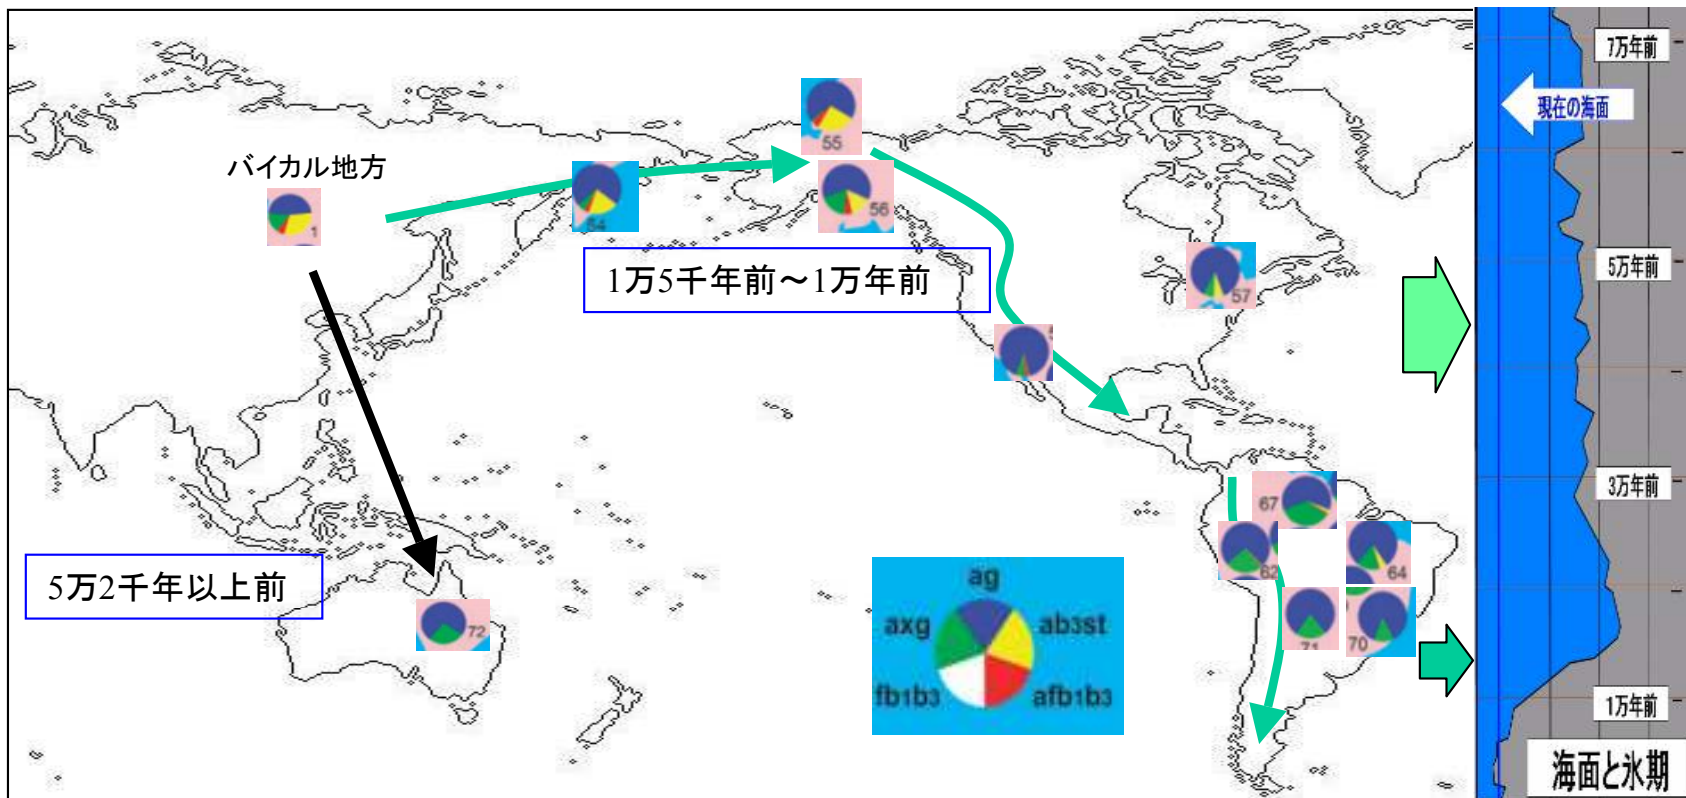 7万年前
現在の海面
55
バイカル地方
1
54
56
1万5千年前～1万年前
57
5万年前
3万年前
67
62
64
5万2千年以上前
72
ag
axg
ab3st
fb1b3
afb1b3
71
70
1万年前
海面と氷期